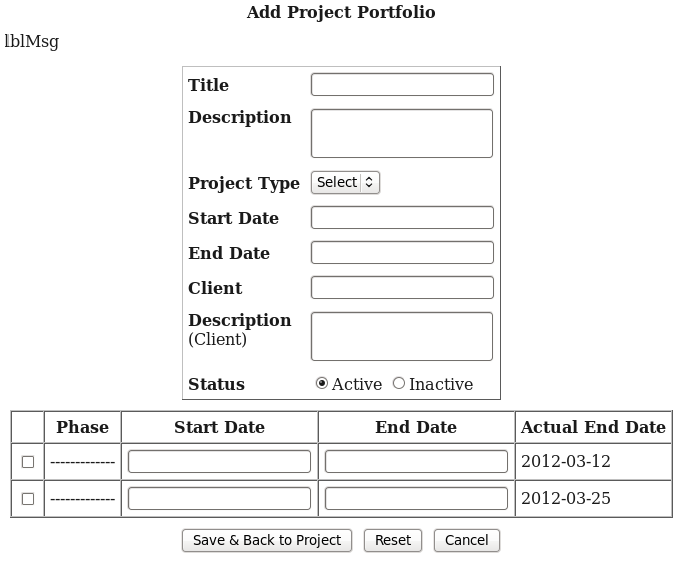 Add Project Portfolio
lblMsg
Title
Description
Project Type Select
Start Date
End Date
Client
Description
(Client)
Status Active Inactive
Phase Start Date End Date Actual End Date
------------- 2012-03-12
------------- 2012-03-25
Save & Back to Project Reset Cancel